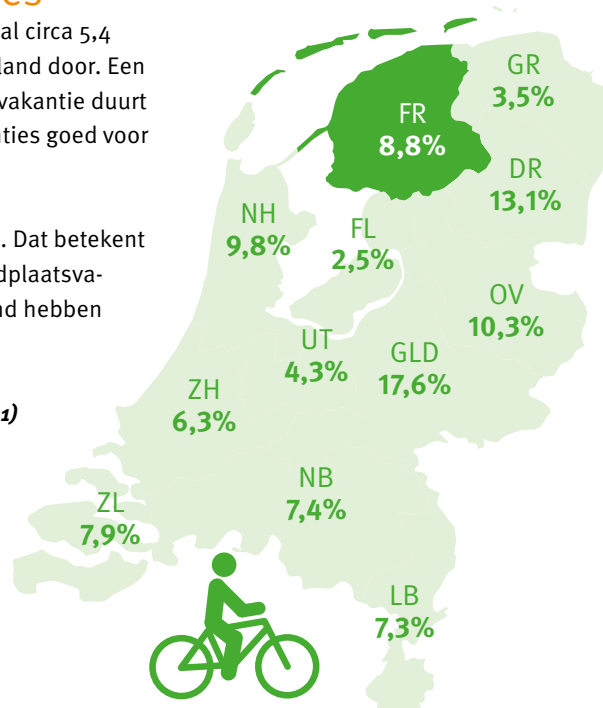 es
al circa 5,4
land door. Een
vakantie duurt
nties goed voor
. Dat betekent
dplaatsva-
nd hebben
1)
GR
3,5%
FR
8,8%
DR
13,1%
NH
9,8%
FL
2,5%
OV
10,3%
UT
4,3%
GLD
17,6%
ZH
6,3%
NB
7,4%
ZL
7,9%
LB
7,3%